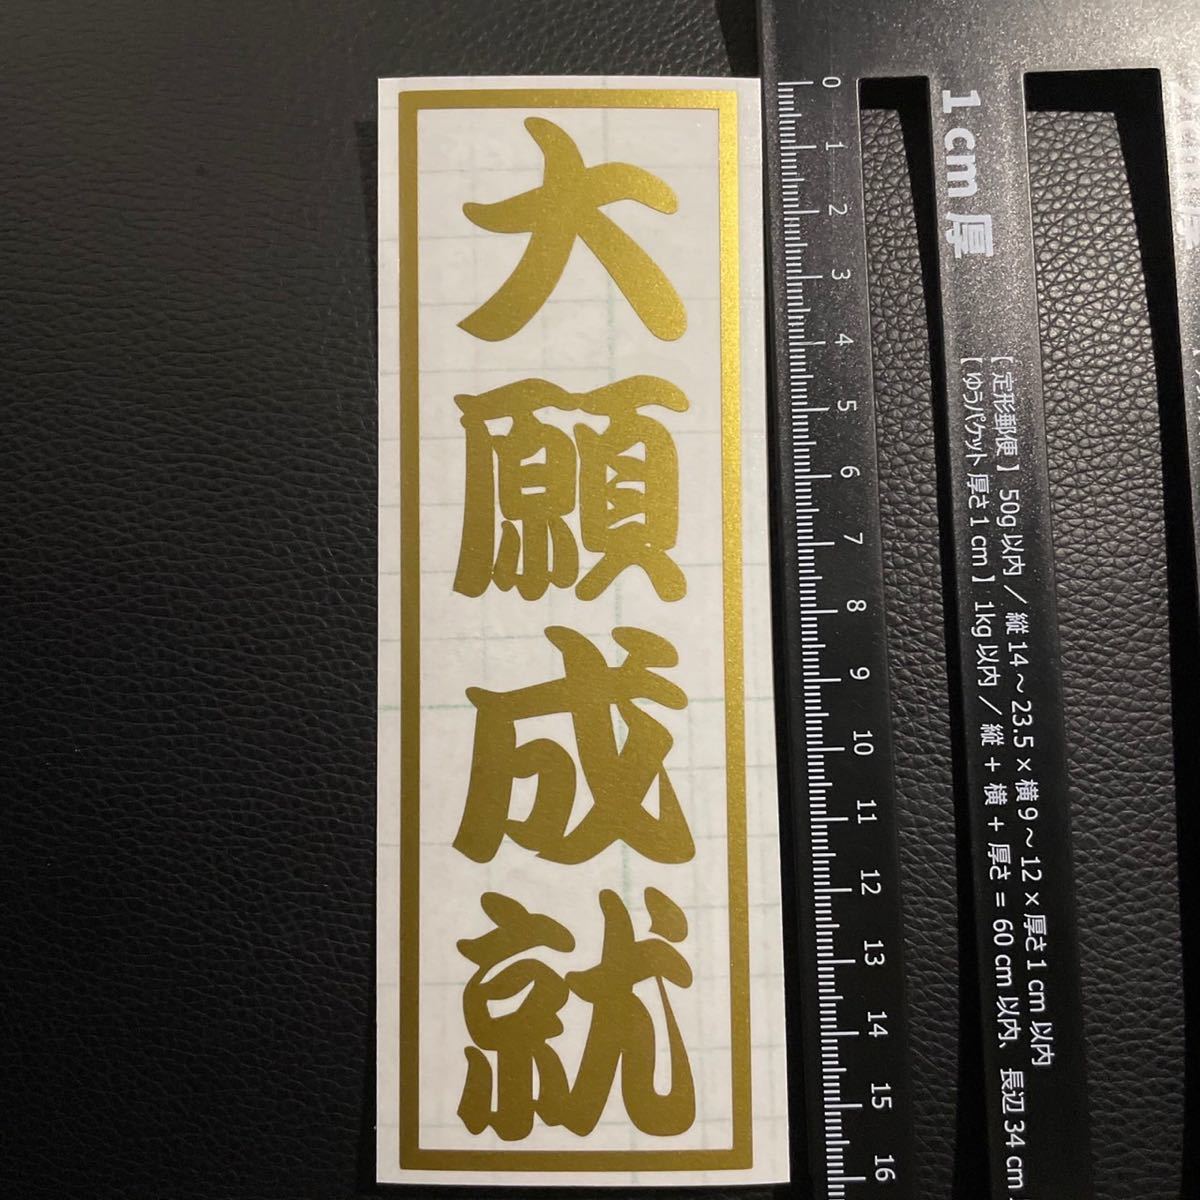 大願成就
0 1 2 3 4 5 6 7 8 9 10 11 12 13 14 15 16
1cm厚
[定形郵便] 50g以内/縦14～23.5×横9～12×厚さ1cm以内
[ゆうパケット厚さ1cm] 1kg以内/縦+横+厚さ=60cm以内、長辺34cm